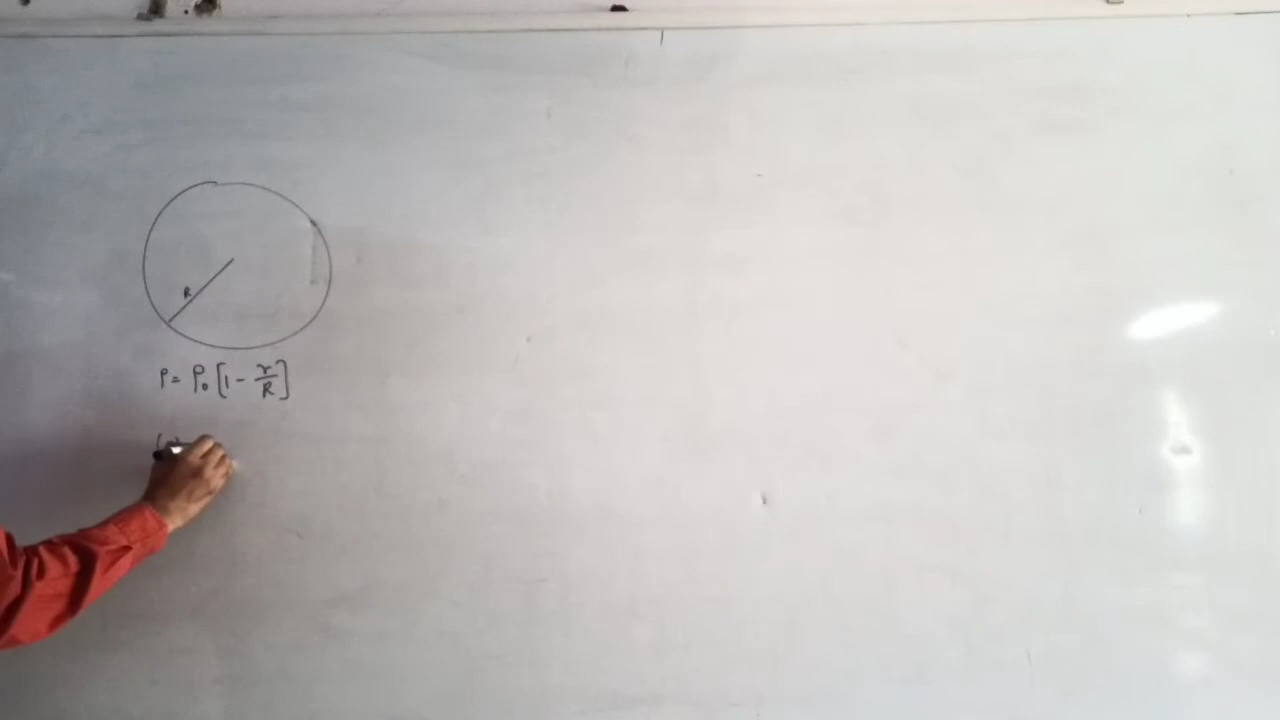 R
ρ = ρ₀ [1 - r/R]